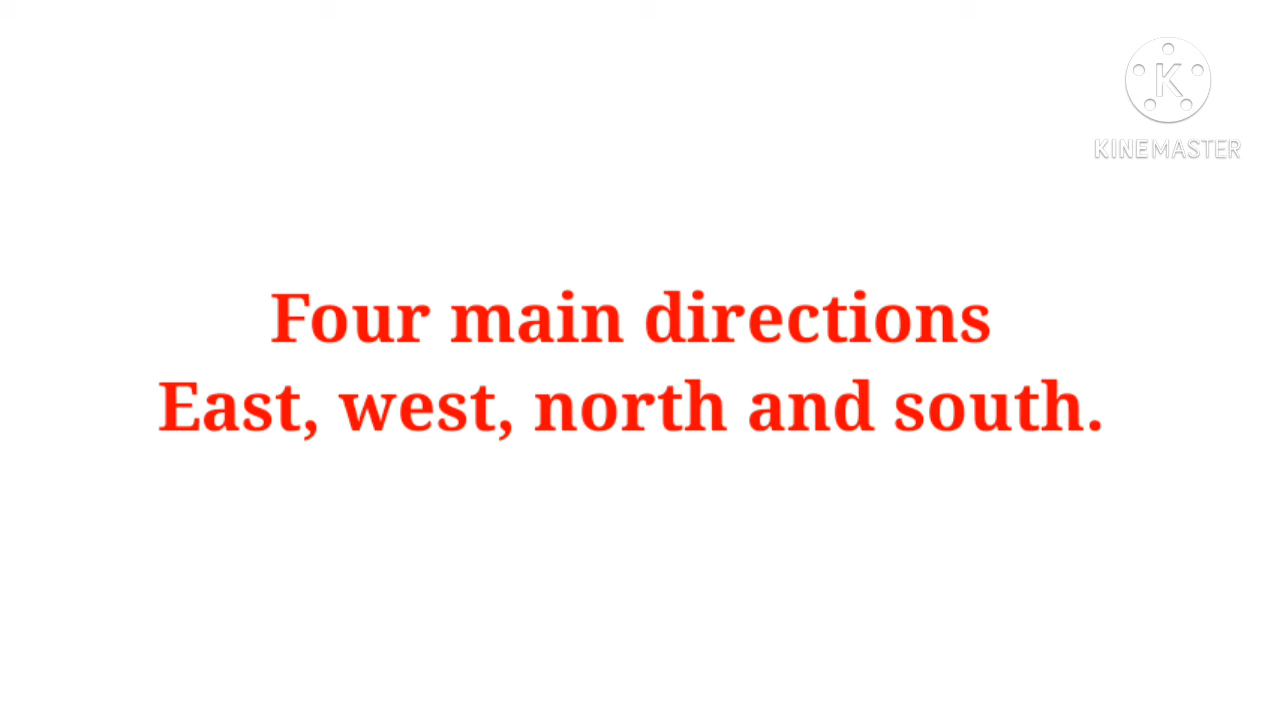 K
KINEMASTER
Four main directions
East, west, north and south.